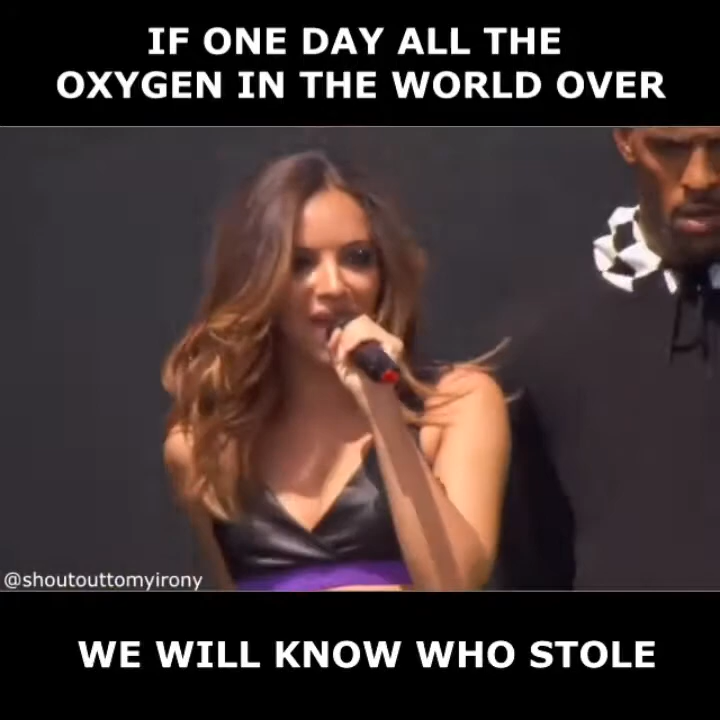 IF ONE DAY ALL THE
OXYGEN IN THE WORLD OVER
@shoutouttomyirony
WE WILL KNOW WHO STOLE